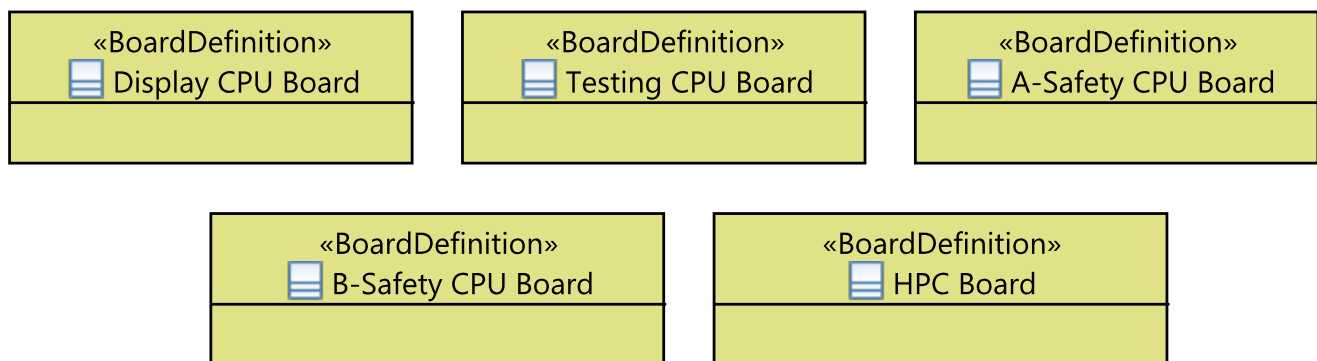 «BoardDefinition»
Display CPU Board
«BoardDefinition»
Testing CPU Board
«BoardDefinition»
A-Safety CPU Board
«BoardDefinition»
B-Safety CPU Board
«BoardDefinition»
HPC Board